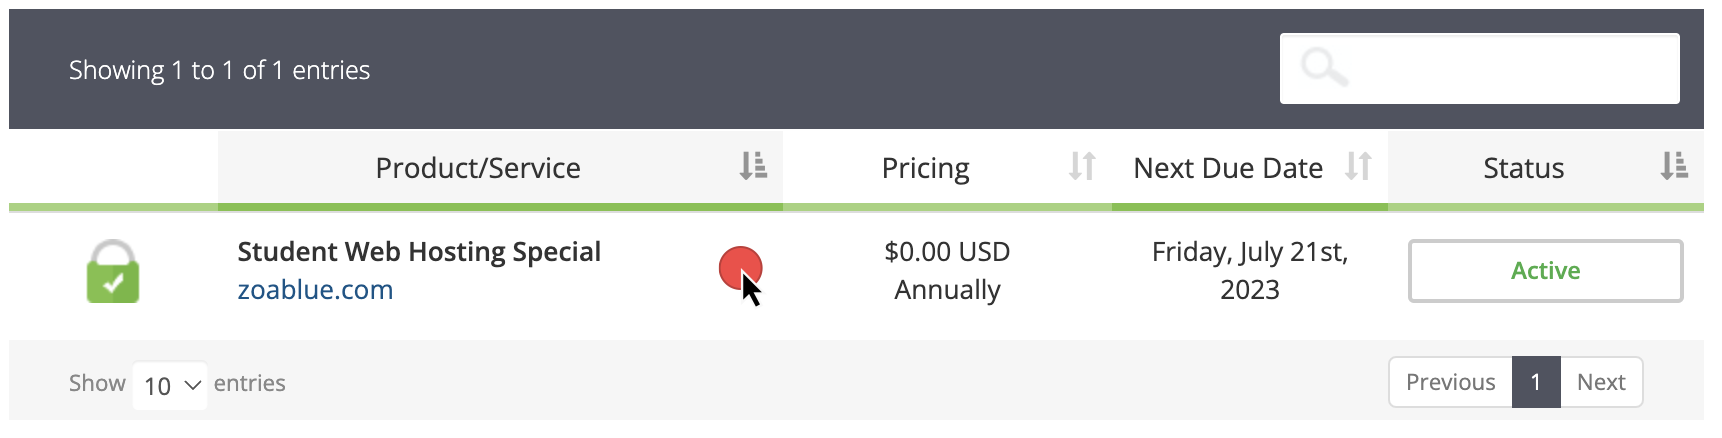 Showing 1 to 1 of 1 entries
Product/Service Pricing Next Due Date Status
Student Web Hosting Special $0.00 USD Friday, July 21st, Active
zoablue.com Annually 2023
Show 10 entries Previous 1 Next